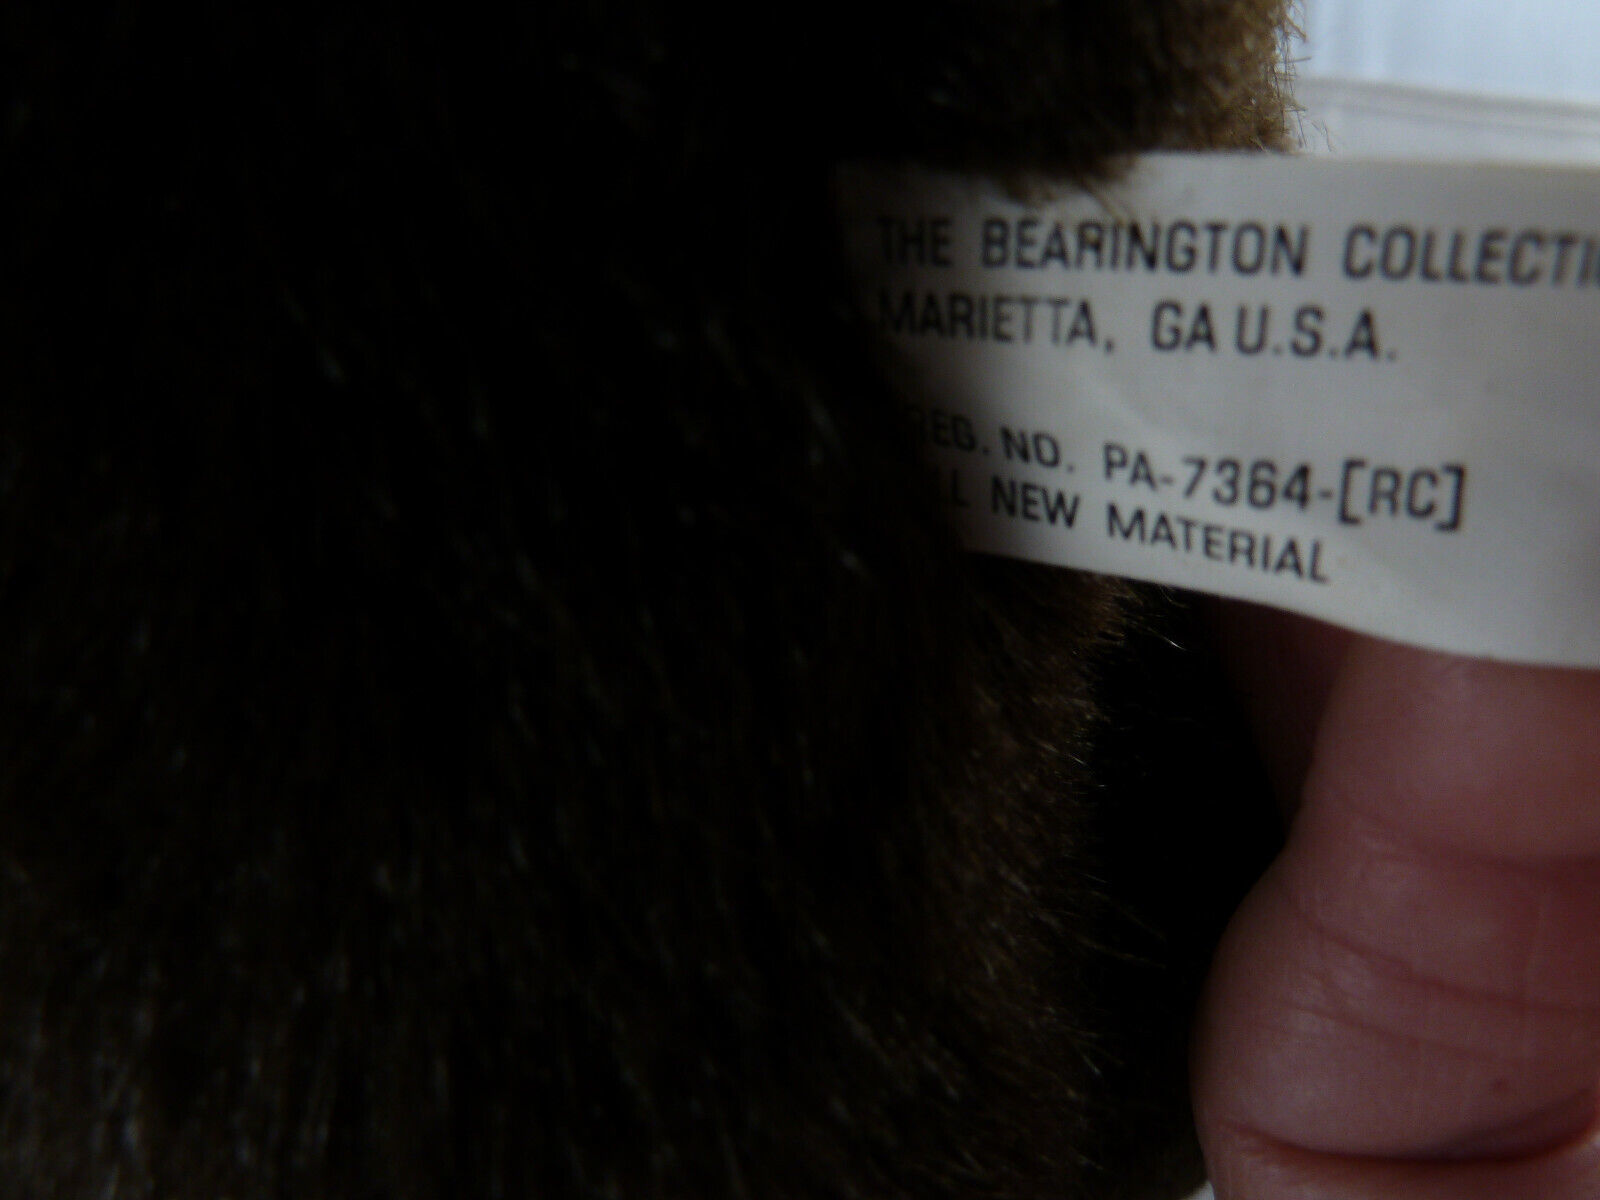 THE BEARINGTON COLLECTI
MARIETTA, GA U.S.A.
REG. NO. PA-7364-[RC]
L NEW MATERIAL